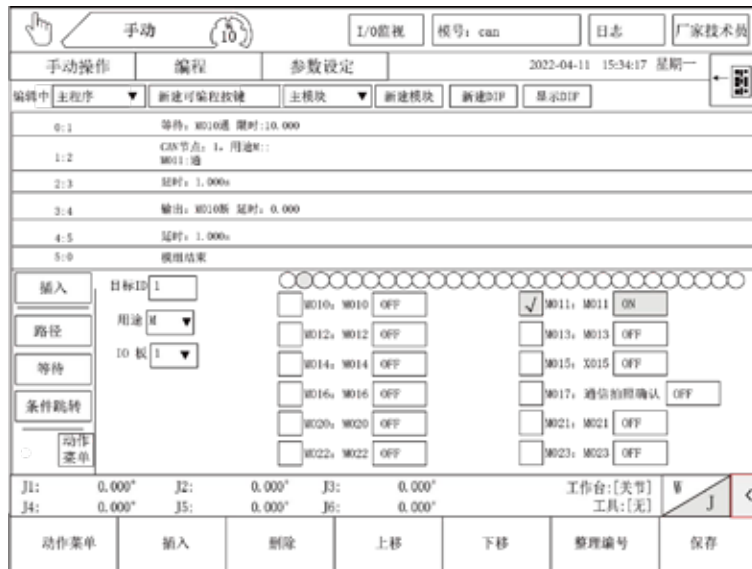 手动 10 I/O监视 模号: can 日志 厂家技术员
手动操作 编程 参数设定 2022-04-11 15:34:17 星期一
编辑中 主程序 ▼ 新建可编程按键 主模块 ▼ 新建模块 新建DIF 显示DIF
0:1 等待: M010通 限时:10.000
1:2 CAN节点: 1, 用途M::
M011:通
2:3 延时: 1.000s
3:4 输出: M010断 延时: 0.000
4:5 延时: 1.000s
5:0 模组结束
插入 目标ID 1
M010: M010 OFF √ M011: M011 ON
路径 用途 M ▼ M012: M012 OFF M013: M013 OFF
等待 IO 板 1 ▼ M014: M014 OFF M015: X015 OFF
条件跳转 M016: M016 OFF M017: 通信拍照确认 OFF
M020: M020 OFF M021: M021 OFF
动作菜单 M022: M022 OFF M023: M023 OFF
J1: 0.000° J2: 0.000° J3: 0.000° 工作台:[关节] W
J4: 0.000° J5: 0.000° J6: 0.000° 工具:[无] J
动作菜单 插入 删除 上移 下移 整理编号 保存